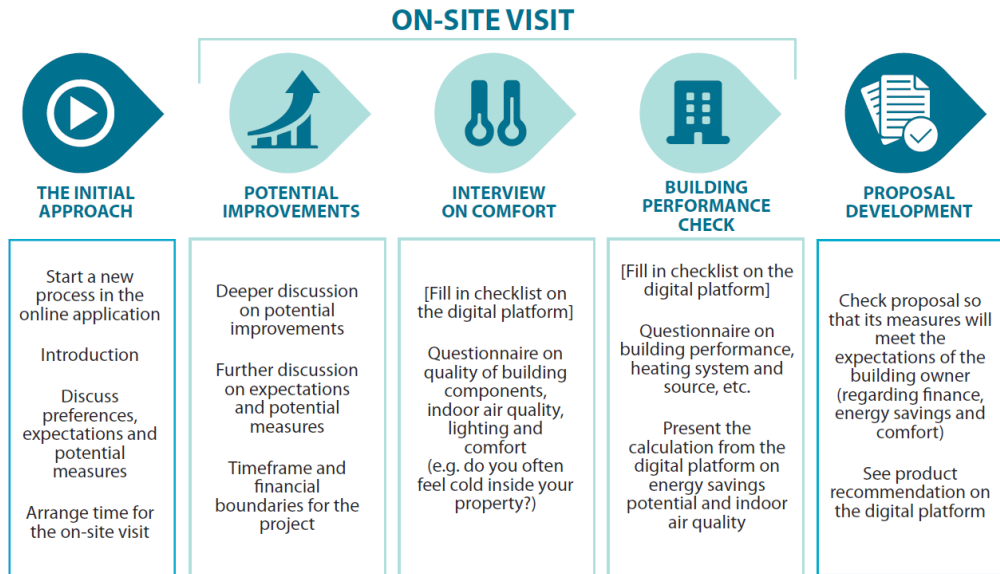 ON-SITE VISIT
THE INITIAL
APPROACH
Start a new
process in the
online application
Introduction
Discuss
preferences,
expectations and
potential
measures
Arrange time for
the on-site visit
POTENTIAL
IMPROVEMENTS
Deeper discussion
on potential
improvements
Further discussion
on expectations
and potential
measures
Timeframe and
financial
boundaries for the
project
INTERVIEW
ON COMFORT
[Fill in checklist on
the digital platform]
Questionnaire on
quality of building
components,
indoor air quality,
lighting and
comfort
(e.g. do you often
feel cold inside your
property?)
BUILDING
PERFORMANCE
CHECK
[Fill in checklist on the
digital platform]
Questionnaire on
building performance,
heating system and
source, etc.
Present the
calculation from the
digital platform on
energy savings
potential and indoor
air quality
PROPOSAL
DEVELOPMENT
Check proposal so
that its measures will
meet the
expectations of the
building owner
(regarding finance,
energy savings and
comfort)
See product
recommendation on
the digital platform